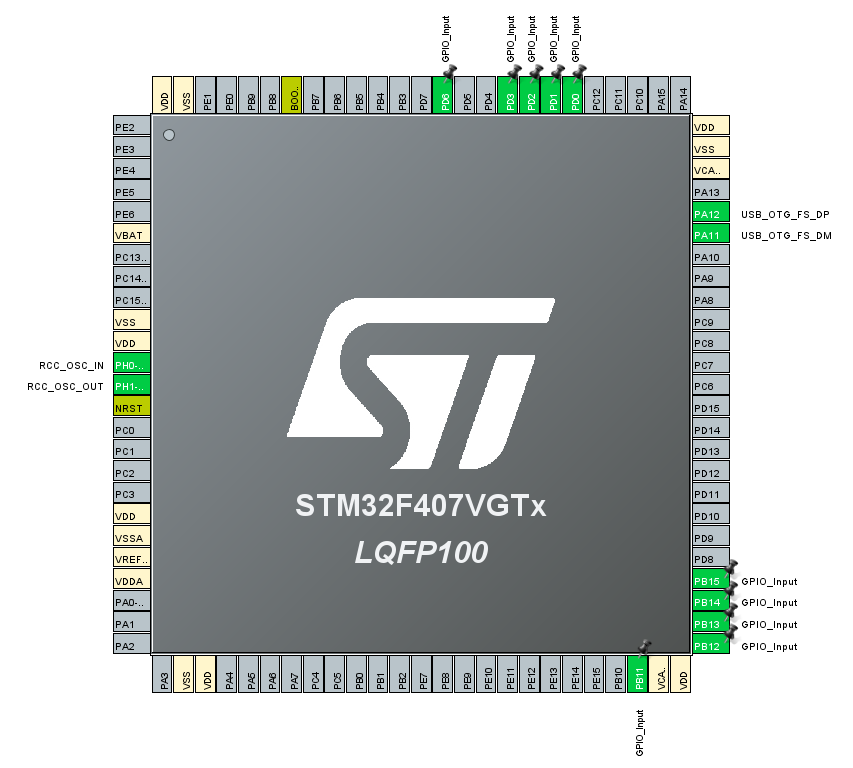 GPIO_Input
GPIO_Input
GPIO_Input
GPIO_Input
GPIO_Input
VDD
VSS
PE1
PE0
PB9
PB8
BOO..
PB7
PB6
PB5
PB4
PB3
PD7
PD6
PD5
PD4
PD3
PD2
PD1
PD0
PC12
PC11
PC10
PA15
PA14
PE2
PE3
PE4
PE5
PE6
VBAT
PC13..
PC14..
PC15..
VSS
VDD
RCC_OSC_IN PH0-..
RCC_OSC_OUT PH1-..
NRST
PC0
PC1
PC2
PC3
VDD
VSSA
VREF..
VDDA
PA0-..
PA1
PA2
ST
STM32F407VGTx
LQFP100
VDD
VSS
VCA..
PA13
PA12 USB_OTG_FS_DP
PA11 USB_OTG_FS_DM
PA10
PA9
PA8
PC9
PC8
PC7
PC6
PD15
PD14
PD13
PD12
PD11
PD10
PD9
PD8
PB15 GPIO_Input
PB14 GPIO_Input
PB13 GPIO_Input
PB12 GPIO_Input
PA3
VSS
VDD
PA4
PA5
PA6
PA7
PC4
PC5
PB0
PB1
PB2
PE7
PE8
PE9
PE10
PE11
PE12
PE13
PE14
PE15
PB10
PB11
VCA..
VDD
GPIO_Input